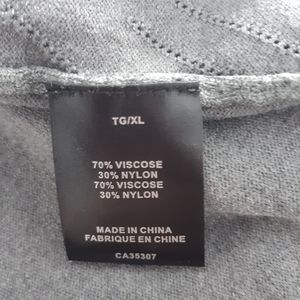 TG/XL
70% VISCOSE
30% NYLON
70% VISCOSE
30% NYLON
MADE IN CHINA
FABRIQUE EN CHINE
CA35307